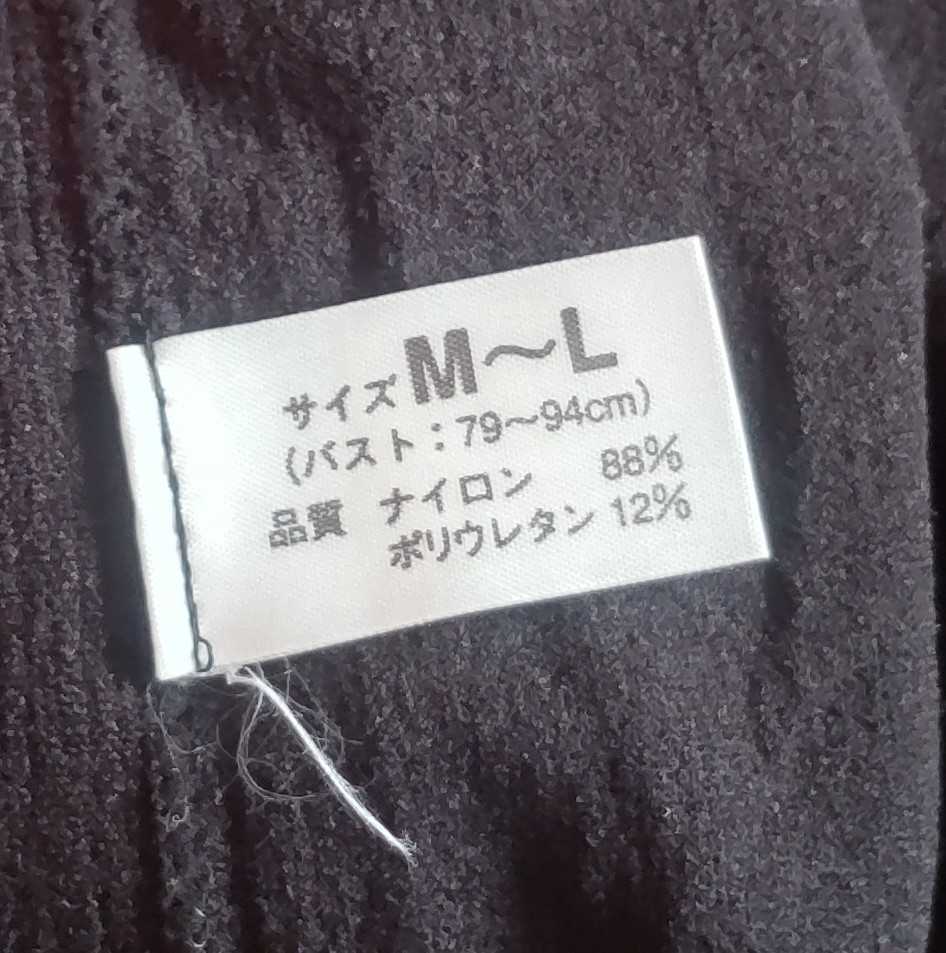 サイズ M〜L
(バスト：79〜94cm)
品質 ナイロン 88%
ポリウレタン 12%